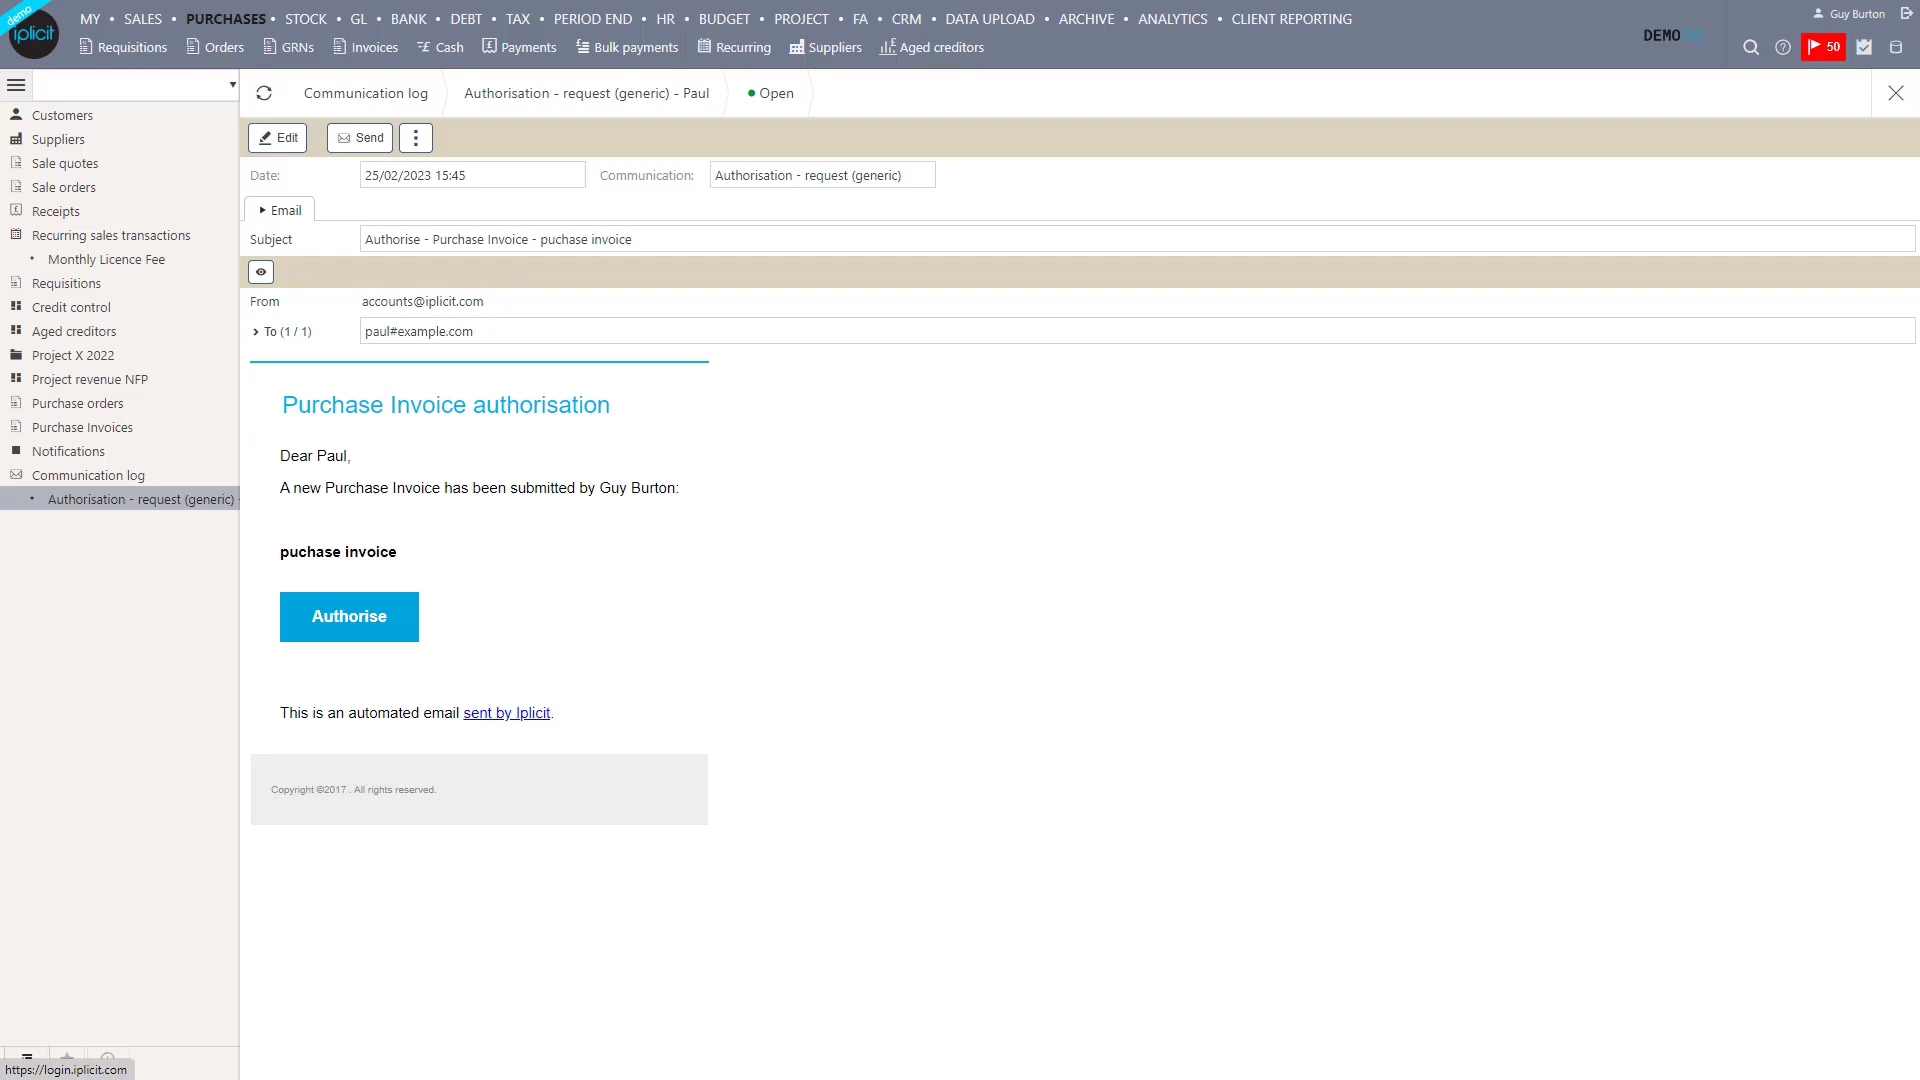 demo
iplicit
MY • SALES • PURCHASES • STOCK • GL • BANK • DEBT • TAX • PERIOD END • HR • BUDGET • PROJECT • FA • CRM • DATA UPLOAD • ARCHIVE • ANALYTICS • CLIENT REPORTING
Guy Burton
Requisitions Orders GRNs Invoices Cash Payments Bulk payments Recurring Suppliers Aged creditors
DEMO
50
Communication log
Authorisation - request (generic) - Paul
Open
Customers
Suppliers
Sale quotes
Sale orders
Receipts
Recurring sales transactions
Monthly Licence Fee
Requisitions
Credit control
Aged creditors
Project X 2022
Project revenue NFP
Purchase orders
Purchase Invoices
Notifications
Communication log
Authorisation - request (generic) -
https://login.iplicit.com
Edit Send
Date: 25/02/2023 15:45 Communication: Authorisation - request (generic)
Email
Subject Authorise - Purchase Invoice - puchase invoice
From accounts@iplicit.com
To (1 / 1) paul#example.com
Purchase Invoice authorisation
Dear Paul,
A new Purchase Invoice has been submitted by Guy Burton:
puchase invoice
Authorise
This is an automated email sent by Iplicit.
Copyright ©2017 . All rights reserved.